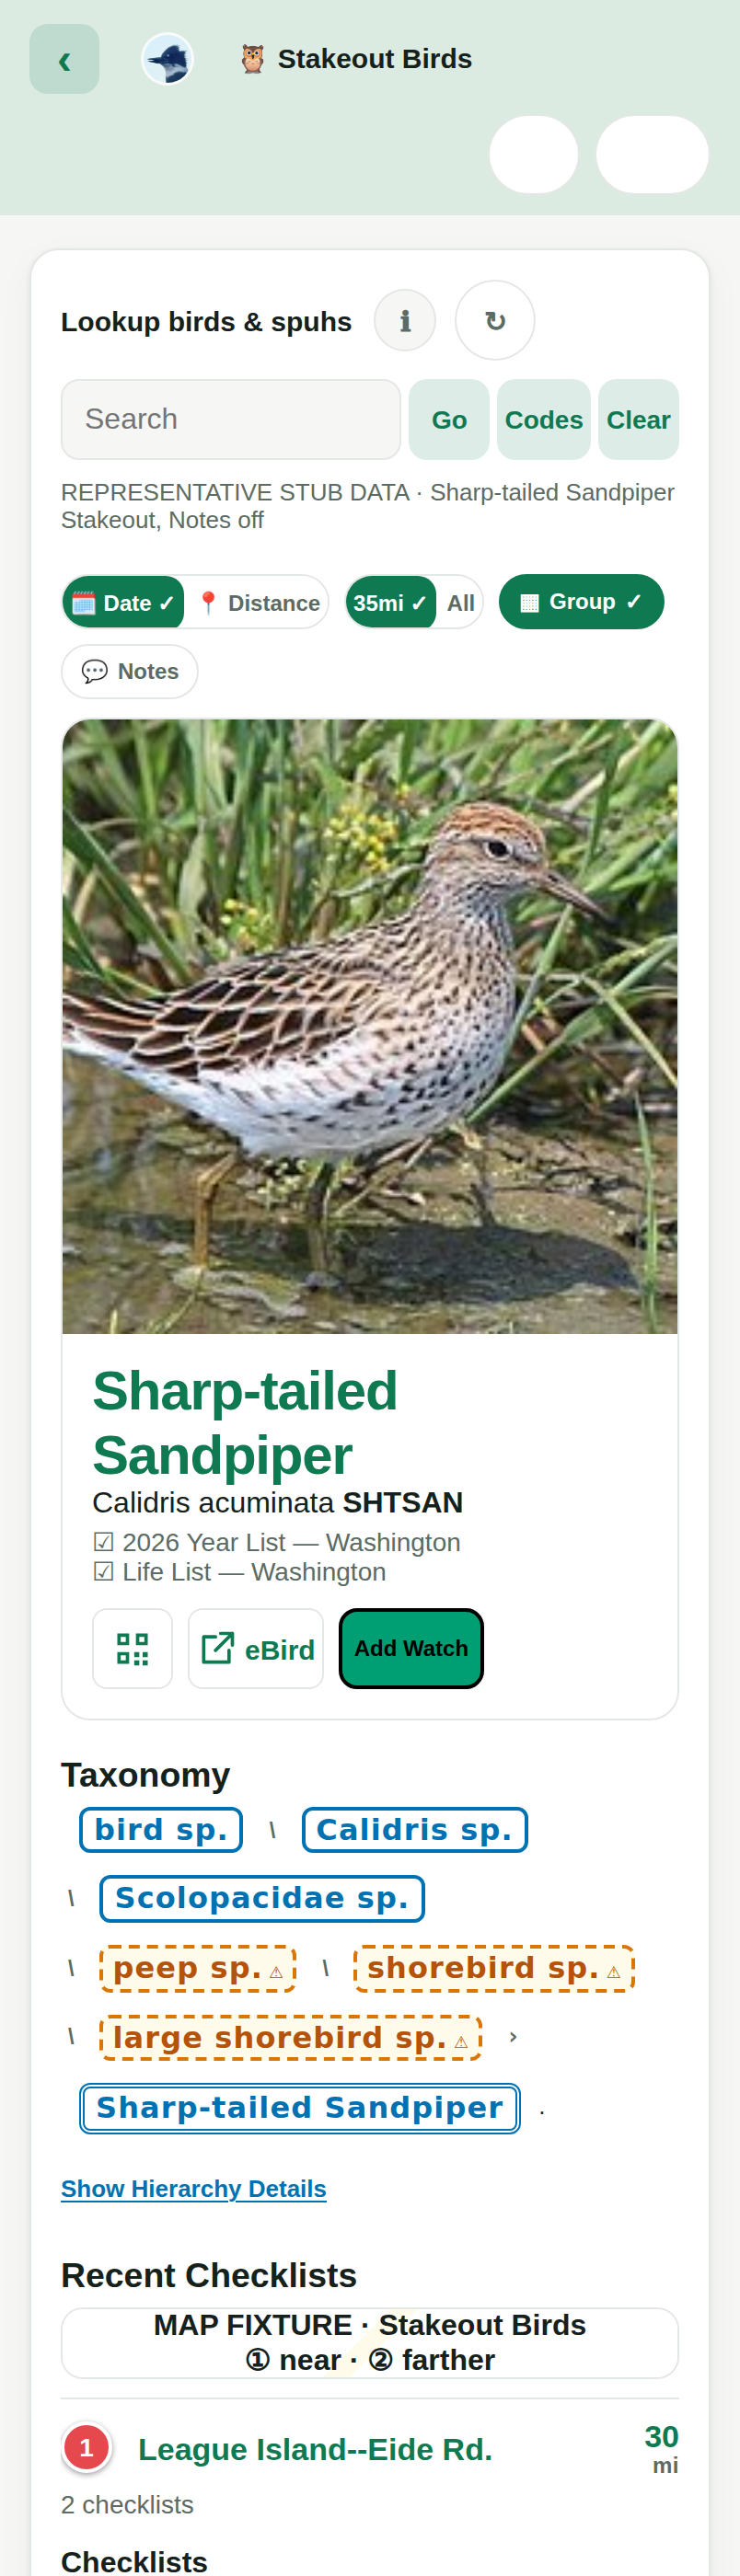 ‹ 🦉 Stakeout Birds
Lookup birds & spuhs ℹ ↻
Search Go Codes Clear
REPRESENTATIVE STUB DATA · Sharp-tailed Sandpiper
Stakeout, Notes off
🗓️ Date ✓ 📍 Distance 35mi ✓ All ▦ Group ✓
💬 Notes
Sharp-tailed
Sandpiper
Calidris acuminata SHTSAN
☑ 2026 Year List — Washington
☑ Life List — Washington
eBird Add Watch
Taxonomy
bird sp. \ Calidris sp.
\ Scolopacidae sp.
\ peep sp.⚠ \ shorebird sp.⚠
\ large shorebird sp.⚠ ›
Sharp-tailed Sandpiper .
Show Hierarchy Details
Recent Checklists
MAP FIXTURE · Stakeout Birds
① near · ② farther
1 League Island--Eide Rd. 30
mi
2 checklists
Checklists